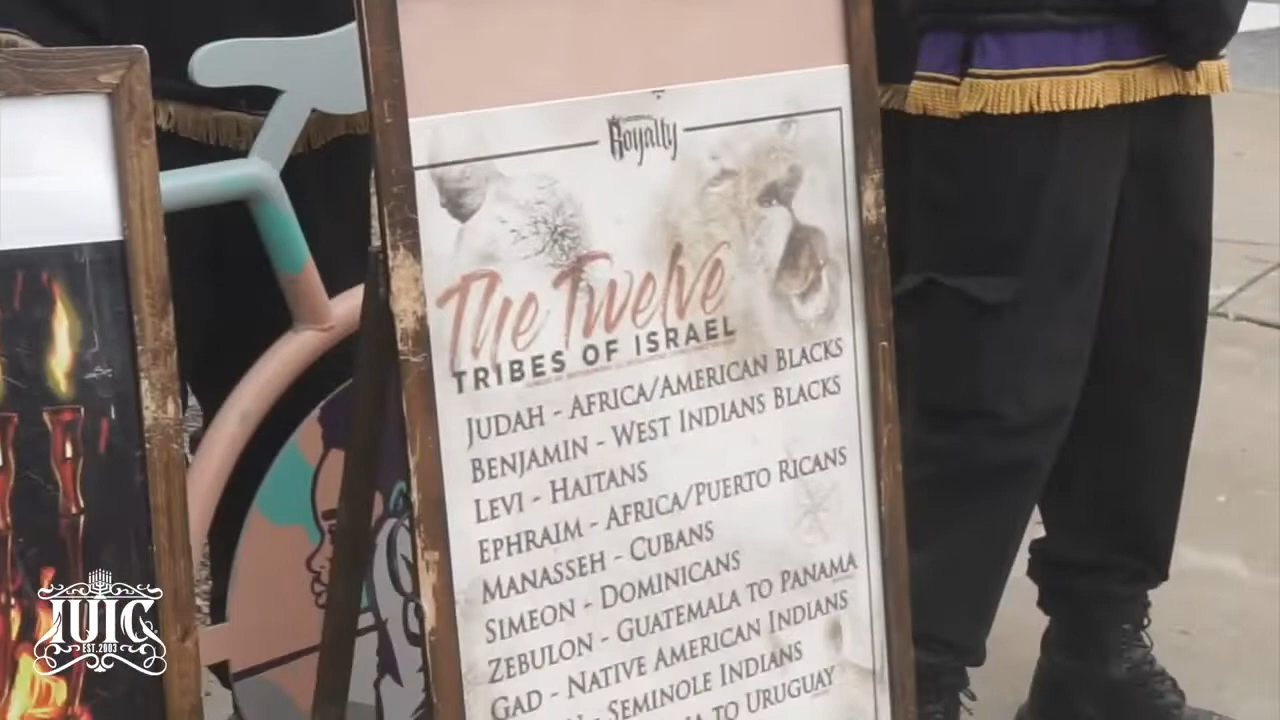 Royalty
The Twelve
TRIBES OF ISRAEL
JUDAH - AFRICA/AMERICAN BLACKS
BENJAMIN - WEST INDIANS BLACKS
LEVI - HAITANS
EPHRAIM - AFRICA/PUERTO RICANS
MANASSEH - CUBANS
SIMEON - DOMINICANS
ZEBULON - GUATEMALA TO PANAMA
GAD - NATIVE AMERICAN INDIANS
- SEMINOLE INDIANS
TO URUGUAY
IUIC
EST. 2003